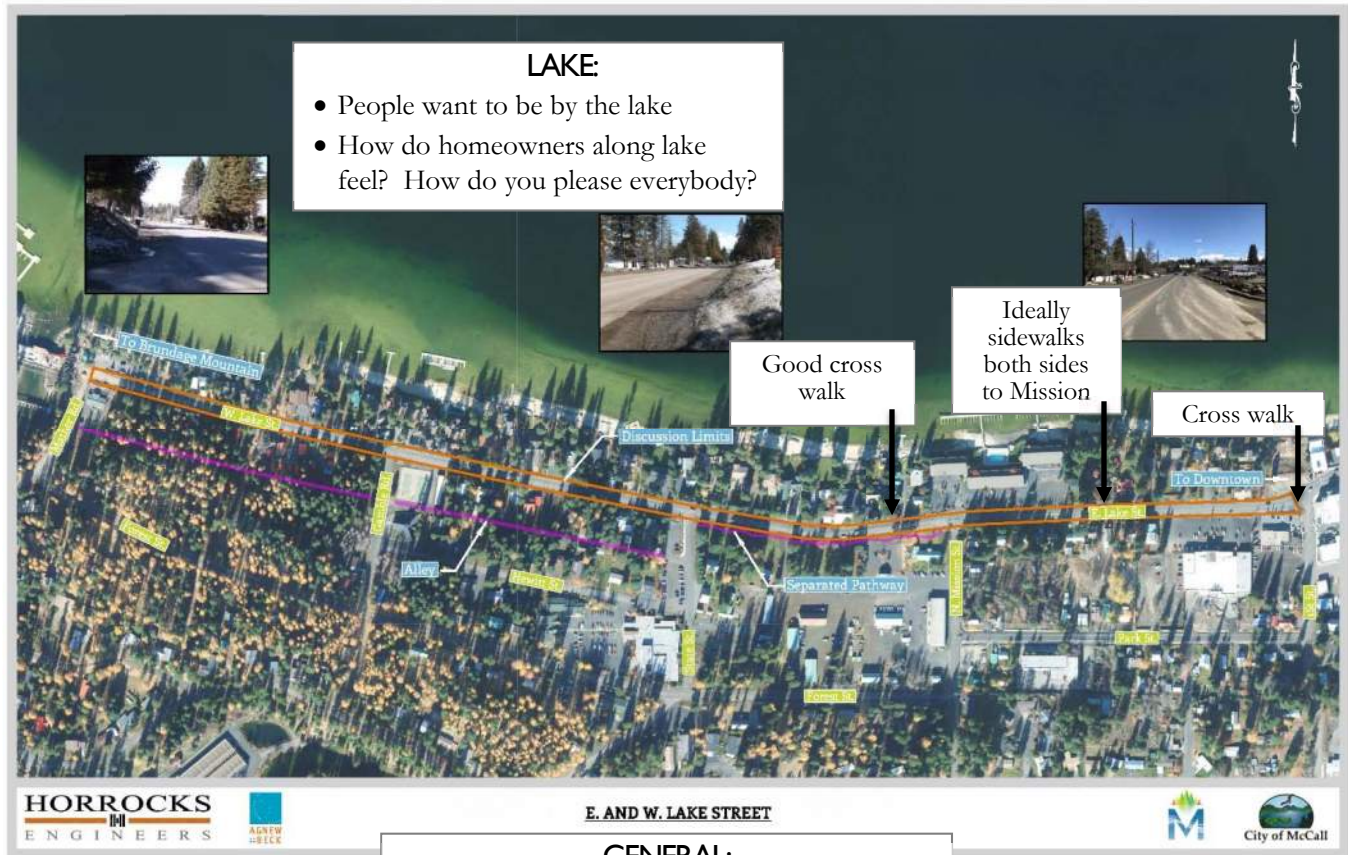 LAKE:
• People want to be by the lake
• How do homeowners along lake
feel? How do you please everybody?
Good cross
walk
Ideally
sidewalks
both sides
to Mission
Cross walk
To Brundage Mountain
W. Lake St.
Discussion Limits
To Downtown
E. Lake St.
Alley
Forest St.
Hewitt St.
Separated Pathway
N. Mission St.
Park St.
Forest St.
HORROCKS
ENGINEERS
AGNEW
::BECK
E. AND W. LAKE STREET
M
City of McCall
GENERAL: